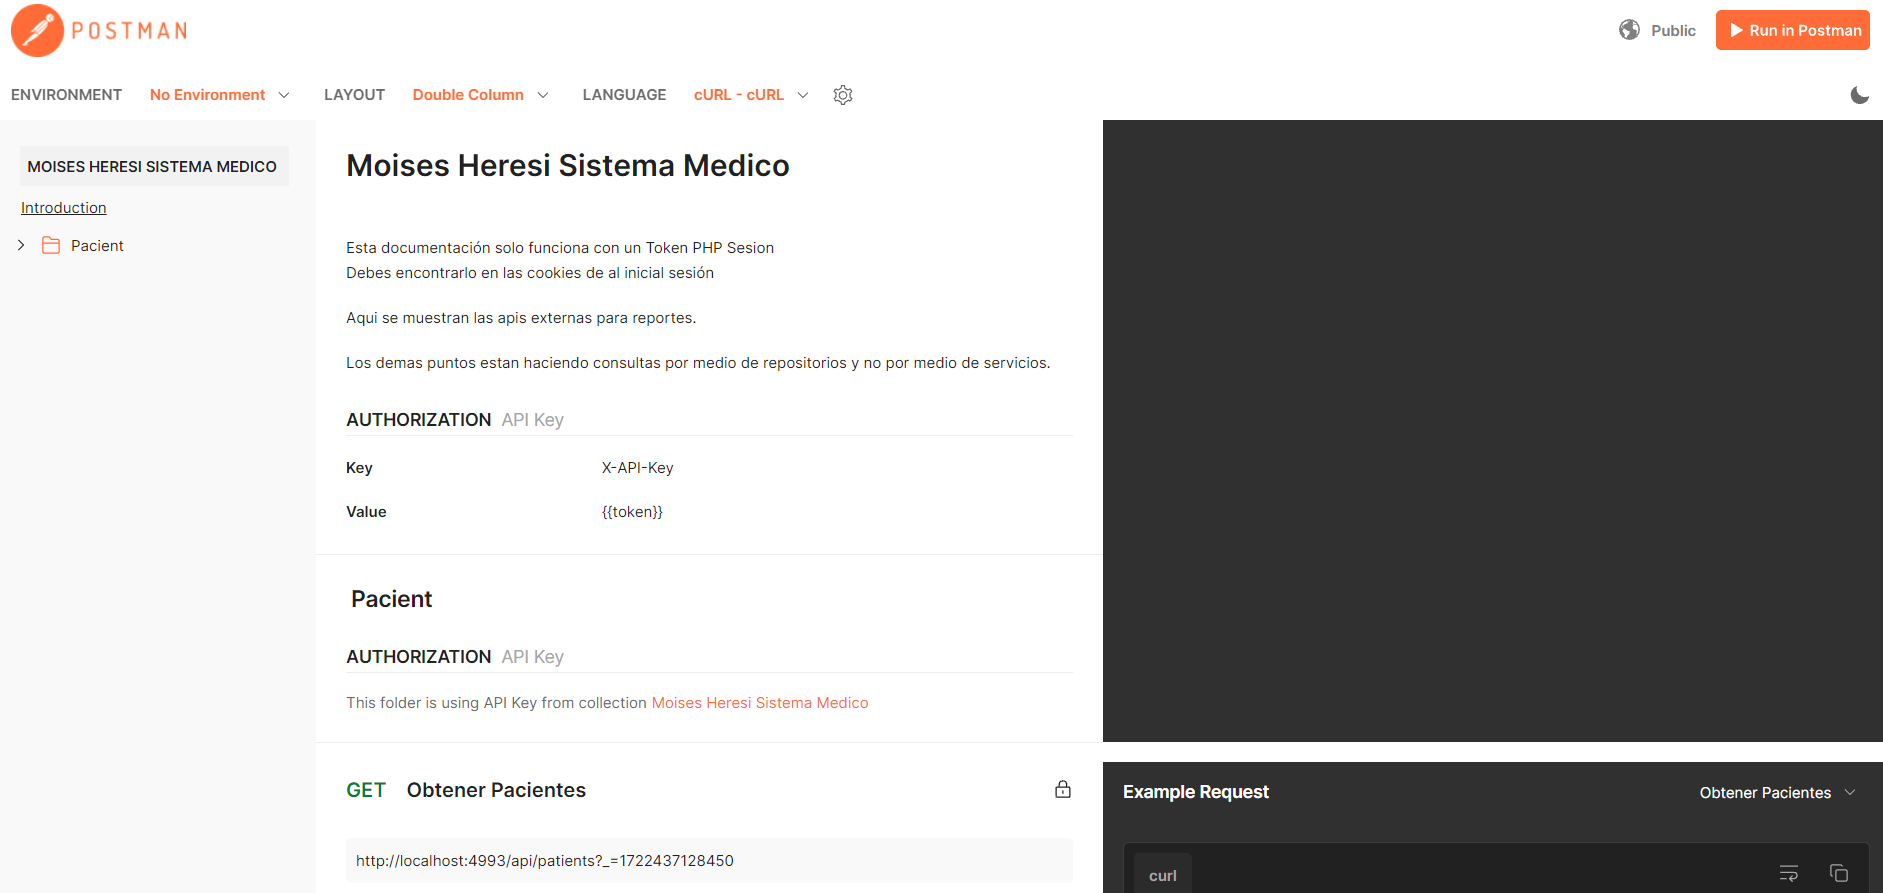 POSTMAN
Public
Run in Postman
ENVIRONMENT No Environment LAYOUT Double Column LANGUAGE cURL - cURL
MOISES HERESI SISTEMA MEDICO
Introduction
Pacient
Moises Heresi Sistema Medico
Esta documentación solo funciona con un Token PHP Sesion
Debes encontrarlo en las cookies de al inicial sesión
Aqui se muestran las apis externas para reportes.
Los demas puntos estan haciendo consultas por medio de repositorios y no por medio de servicios.
AUTHORIZATION API Key
Key X-API-Key
Value {{token}}
Pacient
AUTHORIZATION API Key
This folder is using API Key from collection Moises Heresi Sistema Medico
GET Obtener Pacientes
http://localhost:4993/api/patients?_=1722437128450
Example Request Obtener Pacientes
curl